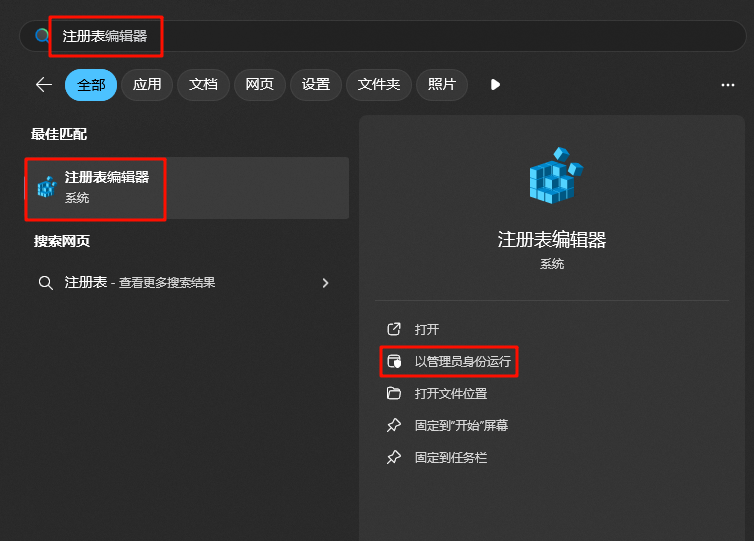 注册表编辑器
全部 应用 文档 网页 设置 文件夹 照片
最佳匹配
注册表编辑器
系统
搜索网页
注册表 - 查看更多搜索结果
注册表编辑器
系统
打开
以管理员身份运行
打开文件位置
固定到"开始"屏幕
固定到任务栏